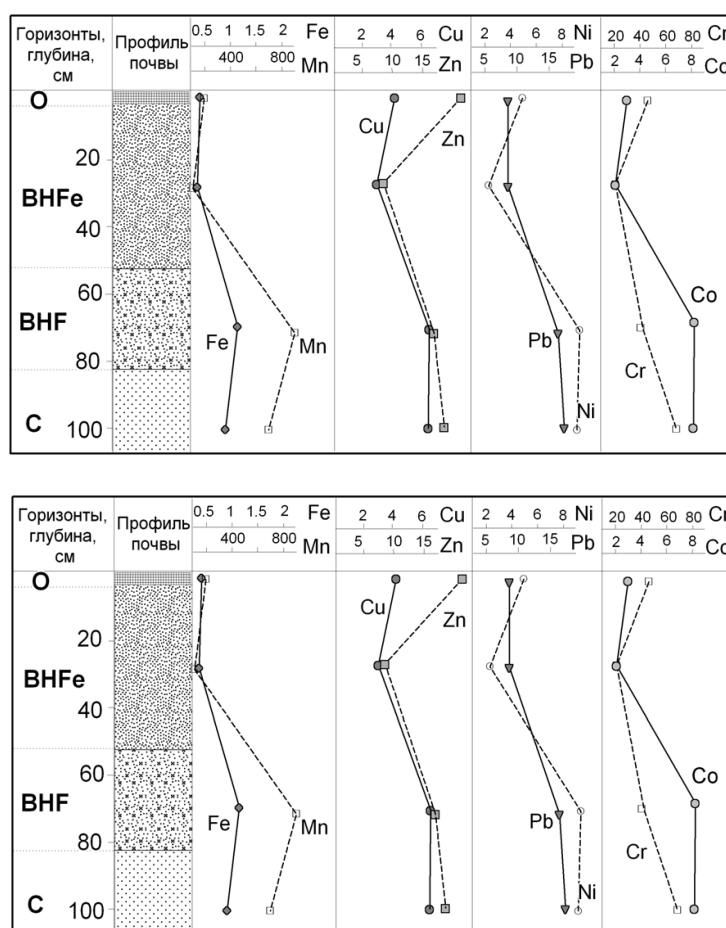 Горизонты, глубина, см
Профиль почвы
0.5 1 1.5 2 Fe
400 800 Mn
2 4 6 Cu
5 10 15 Zn
2 4 6 8 Ni
5 10 15 Pb
20 40 60 80 Cr
2 4 6 8 Co
O
Cu
Zn
20
BHFe
40
60
BHF
Fe
Mn
Pb
Co
Cr
80
Ni
C
100
Горизонты, глубина, см
Профиль почвы
0.5 1 1.5 2 Fe
400 800 Mn
2 4 6 Cu
5 10 15 Zn
2 4 6 8 Ni
5 10 15 Pb
20 40 60 80 Cr
2 4 6 8 Co
O
Cu
Zn
20
BHFe
40
60
BHF
Fe
Mn
Pb
Co
Cr
80
Ni
C
100